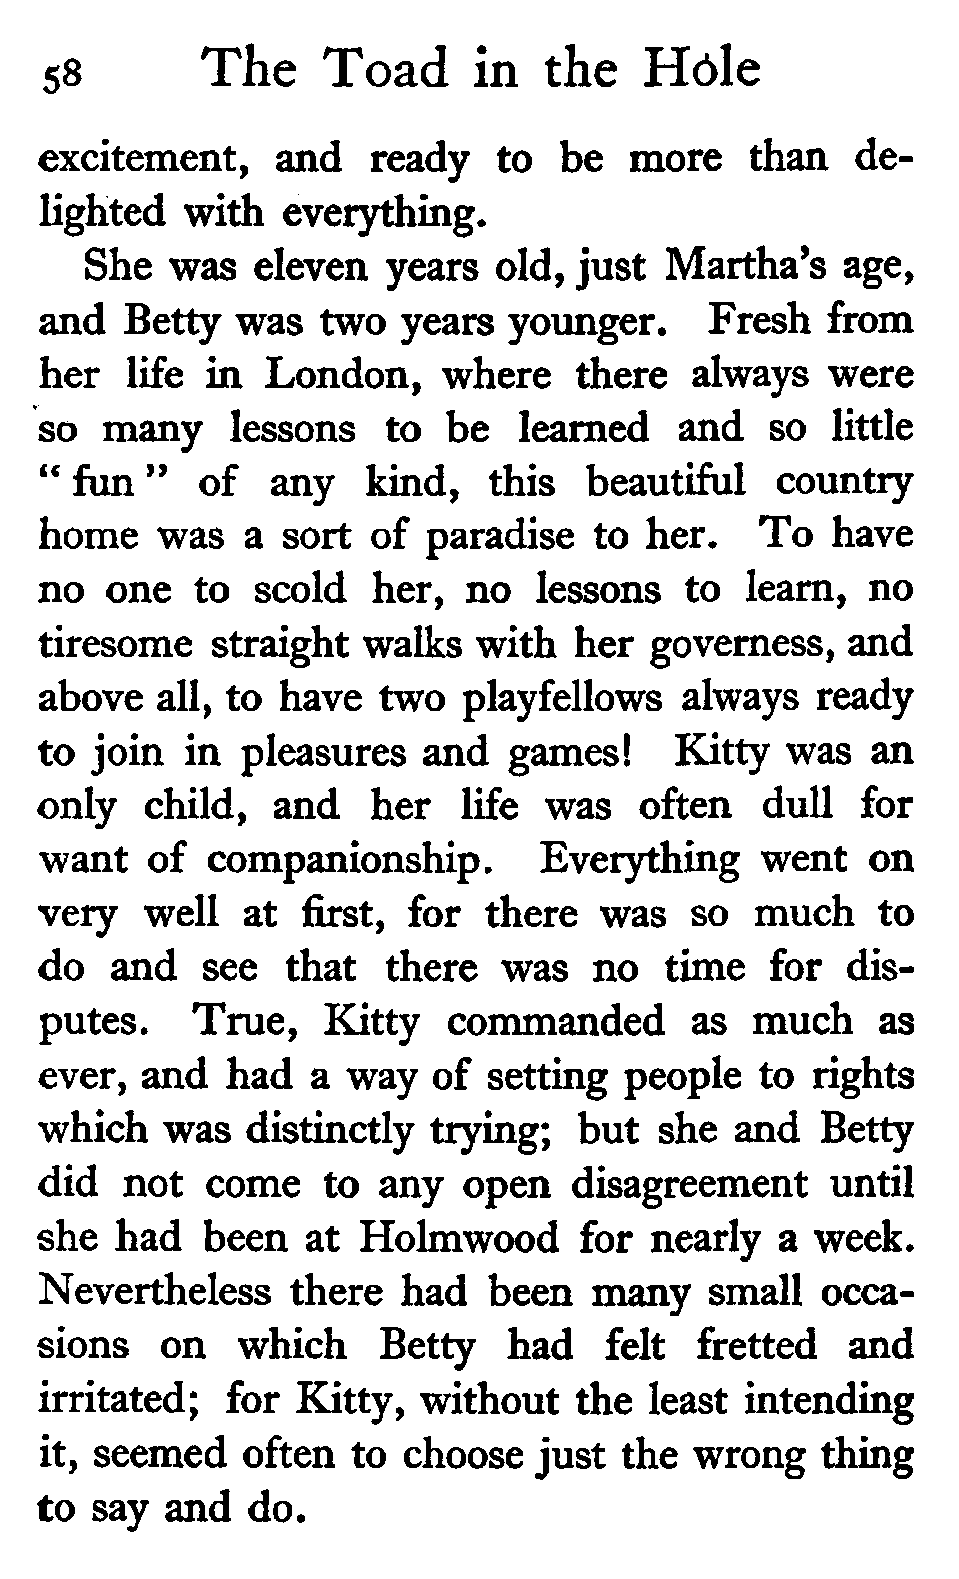 58 The Toad in the Hole
excitement, and ready to be more than de-
lighted with everything.
She was eleven years old, just Martha's age,
and Betty was two years younger. Fresh from
her life in London, where there always were
so many lessons to be learned and so little
" fun " of any kind, this beautiful country
home was a sort of paradise to her. To have
no one to scold her, no lessons to learn, no
tiresome straight walks with her governess, and
above all, to have two playfellows always ready
to join in pleasures and games! Kitty was an
only child, and her life was often dull for
want of companionship. Everything went on
very well at first, for there was so much to
do and see that there was no time for dis-
putes. True, Kitty commanded as much as
ever, and had a way of setting people to rights
which was distinctly trying; but she and Betty
did not come to any open disagreement until
she had been at Holmwood for nearly a week.
Nevertheless there had been many small occa-
sions on which Betty had felt fretted and
irritated; for Kitty, without the least intending
it, seemed often to choose just the wrong thing
to say and do.